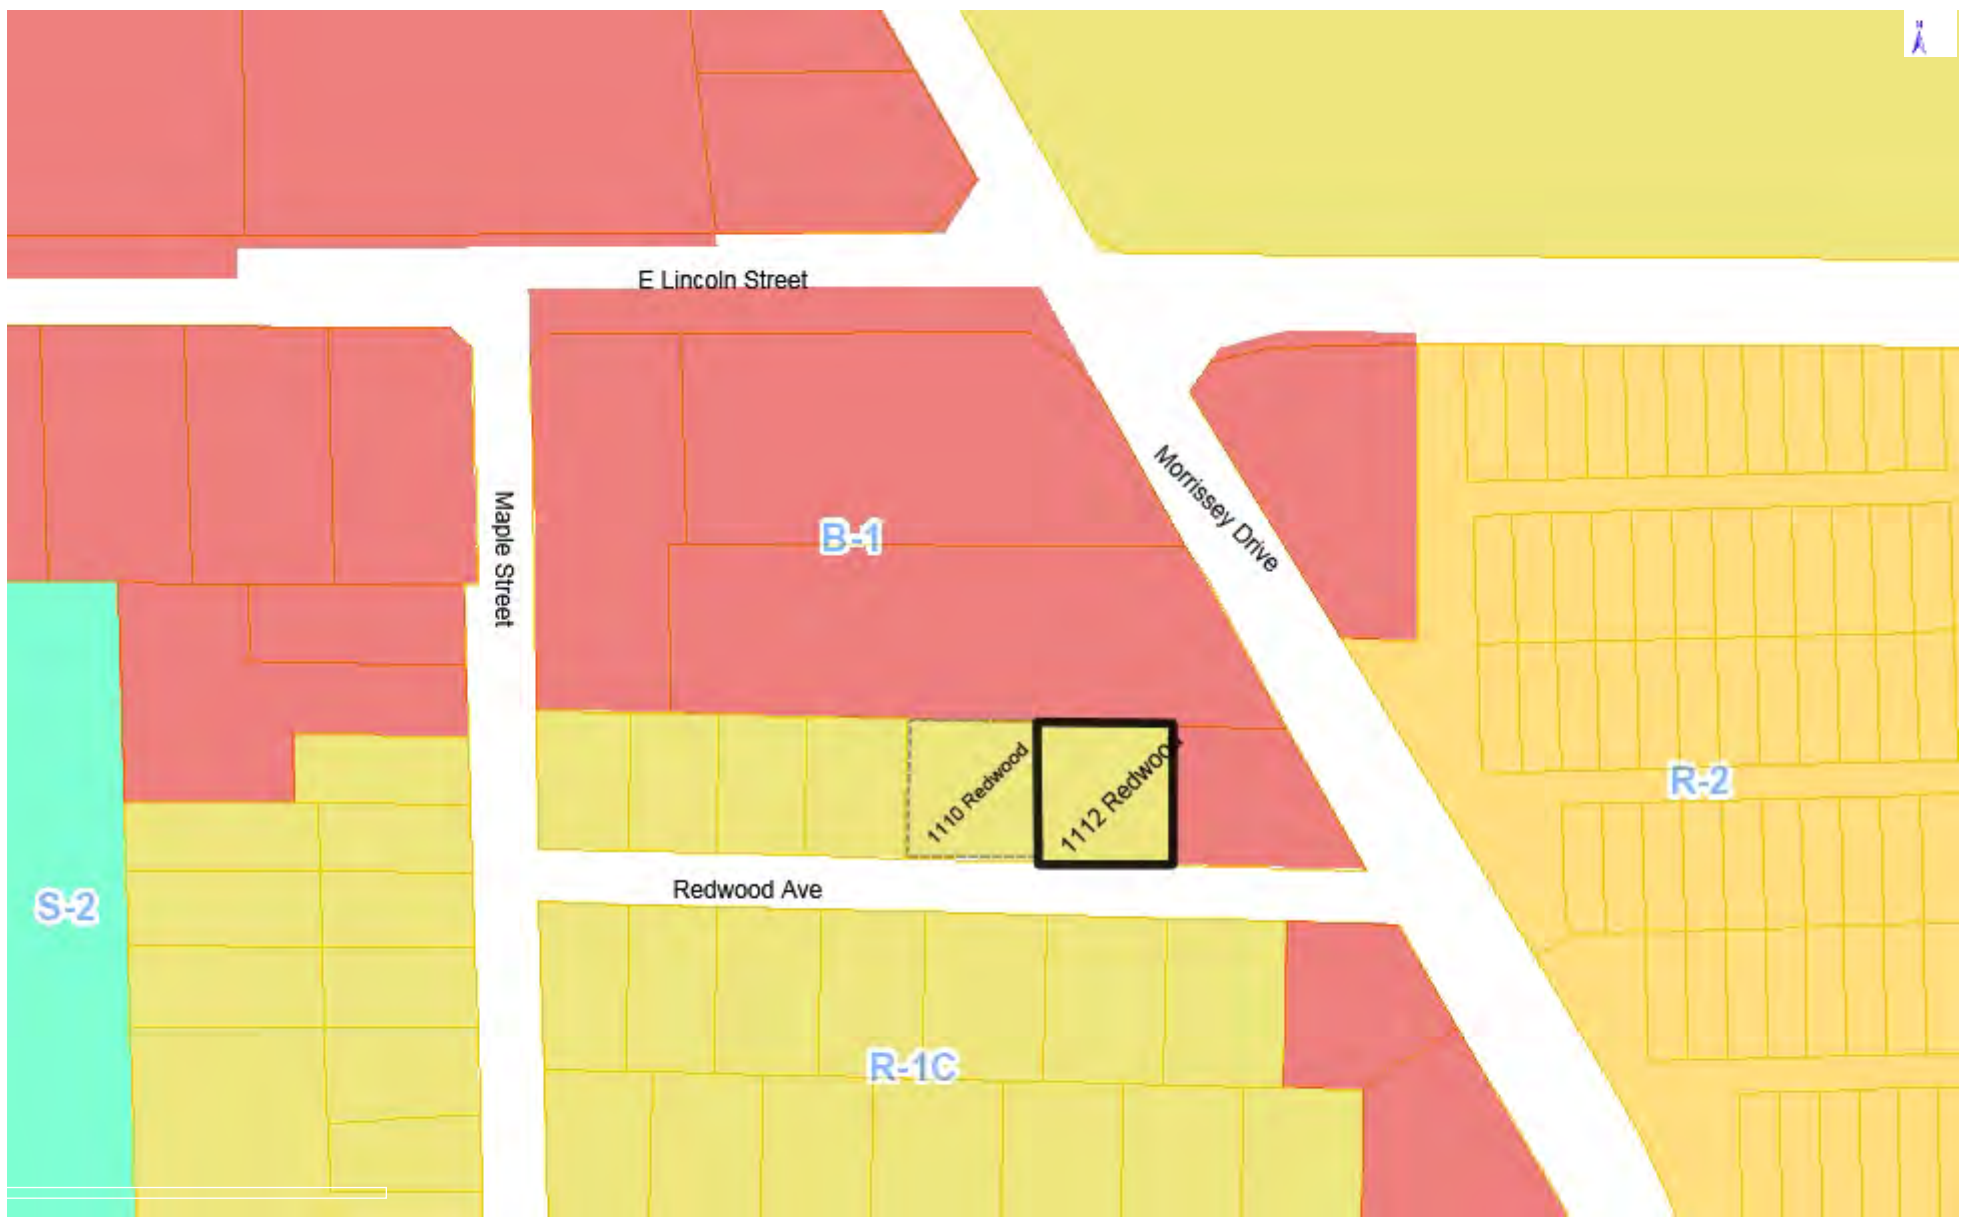 N
E Lincoln Street
Morrissey Drive
Maple Street
B-1
1110 Redwood
1112 Redwood
R-2
Redwood Ave
S-2
R-1C